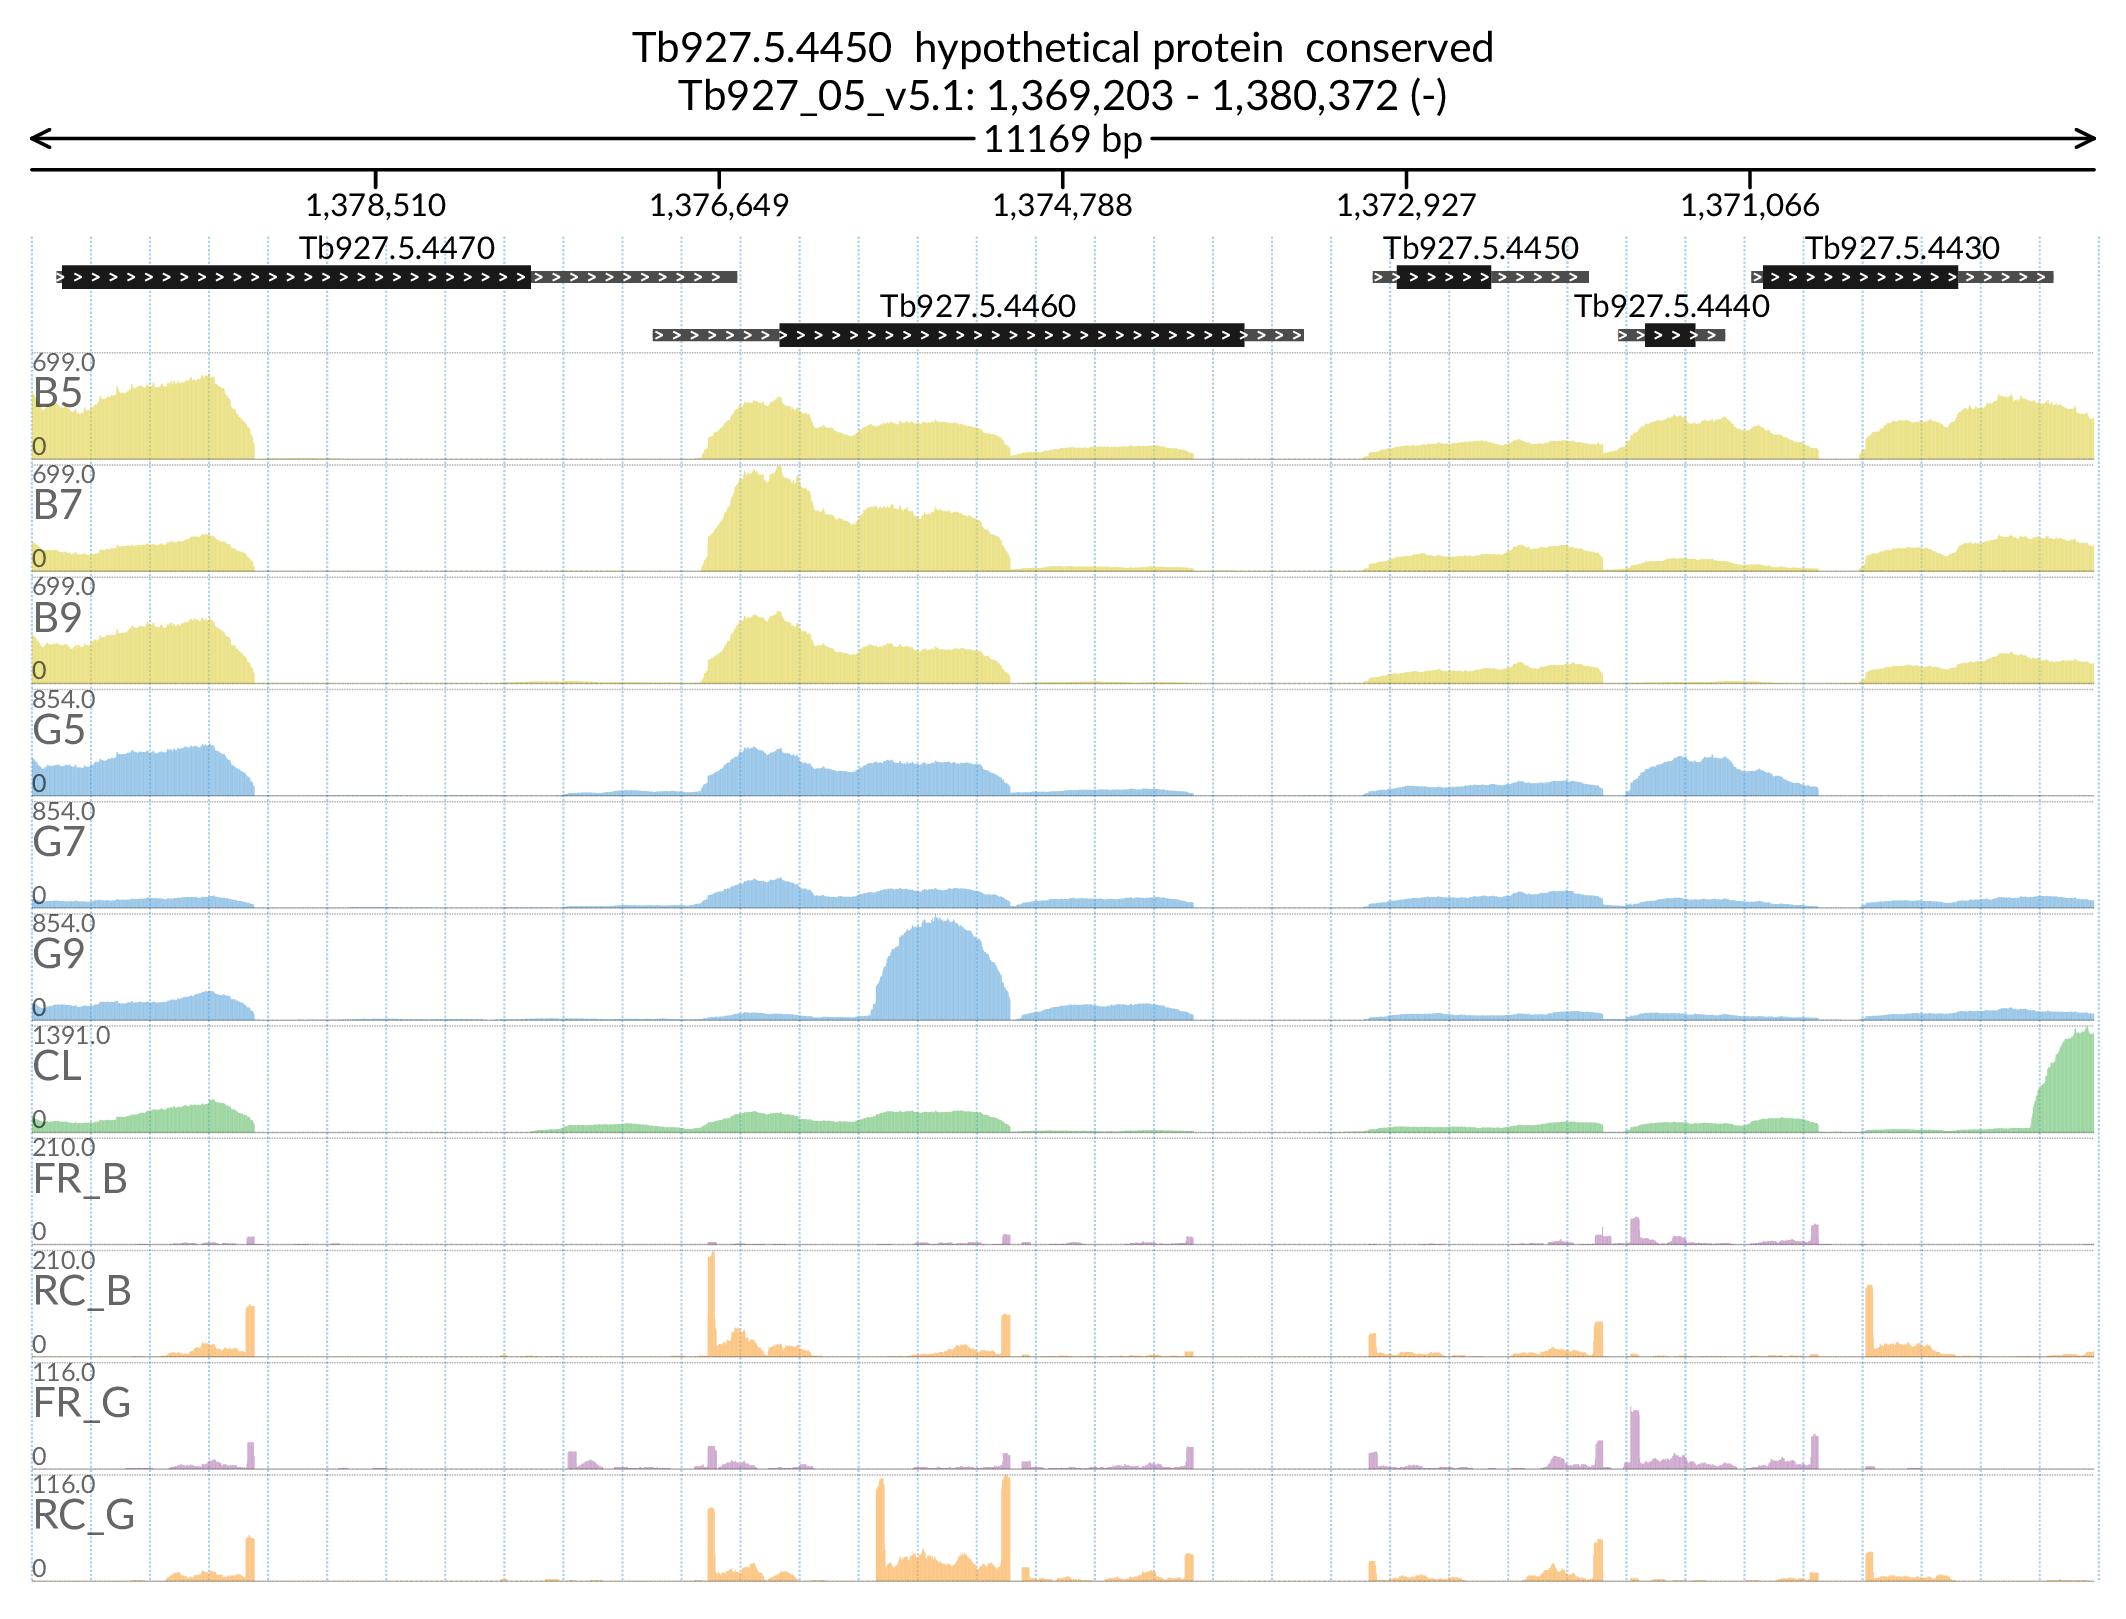 Tb927.5.4450 hypothetical protein conserved
Tb927_05_v5.1: 1,369,203 - 1,380,372 (-)
11169 bp
1,378,510 1,376,649 1,374,788 1,372,927 1,371,066
Tb927.5.4470 Tb927.5.4450 Tb927.5.4430
Tb927.5.4460 Tb927.5.4440
699.0
B5
0
699.0
B7
0
699.0
B9
0
854.0
G5
0
854.0
G7
0
854.0
G9
0
1391.0
CL
0
210.0
FR_B
0
210.0
RC_B
0
116.0
FR_G
0
116.0
RC_G
0